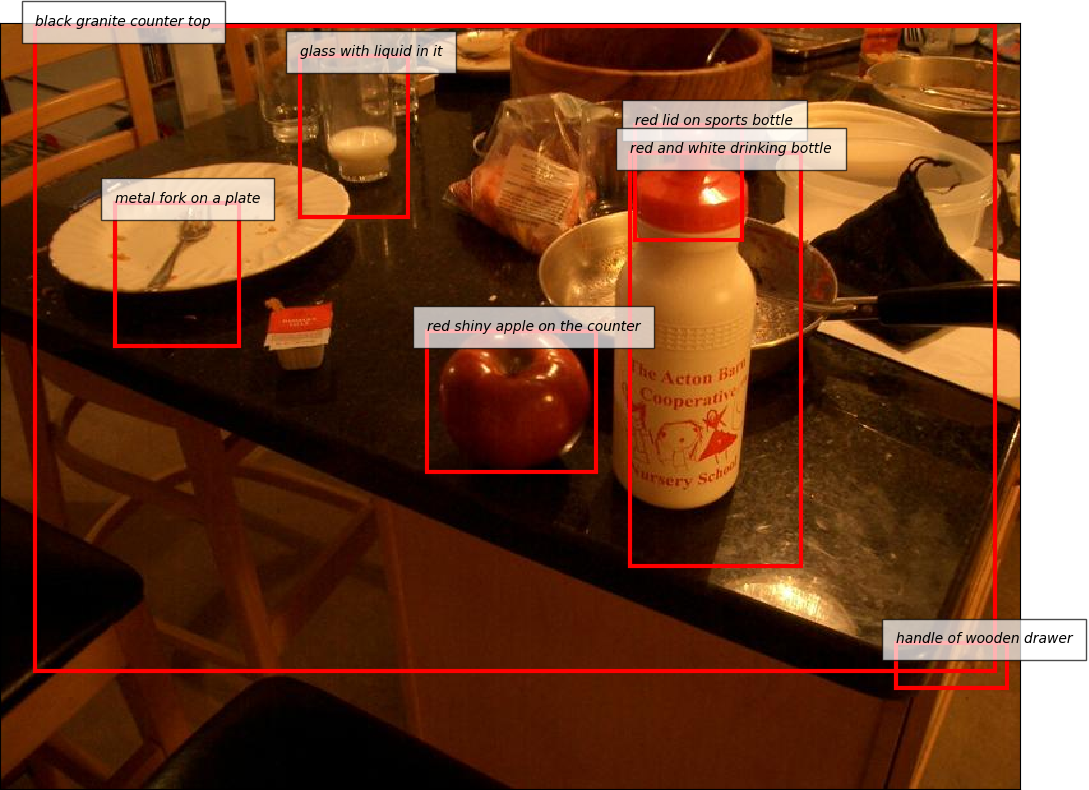 black granite counter top
glass with liquid in it
red lid on sports bottle
red and white drinking bottle
metal fork on a plate
red shiny apple on the counter
The Acton Barn
Cooperative
Nursery School
handle of wooden drawer